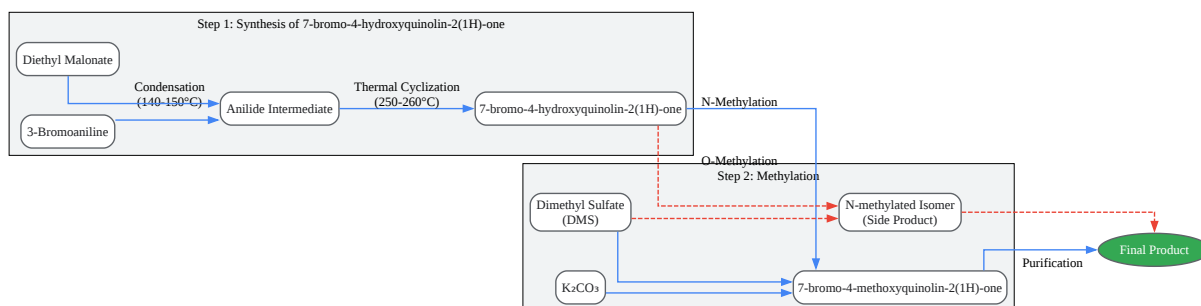 Step 1: Synthesis of 7-bromo-4-hydroxyquinolin-2(1H)-one
Diethyl Malonate
Condensation
(140-150°C)
Thermal Cyclization
(250-260°C)
3-Bromoaniline
Anilide Intermediate
7-bromo-4-hydroxyquinolin-2(1H)-one
N-Methylation
O-Methylation
Step 2: Methylation
Dimethyl Sulfate
(DMS)
N-methylated Isomer
(Side Product)
K₂CO₃
7-bromo-4-methoxyquinolin-2(1H)-one
Purification
Final Product